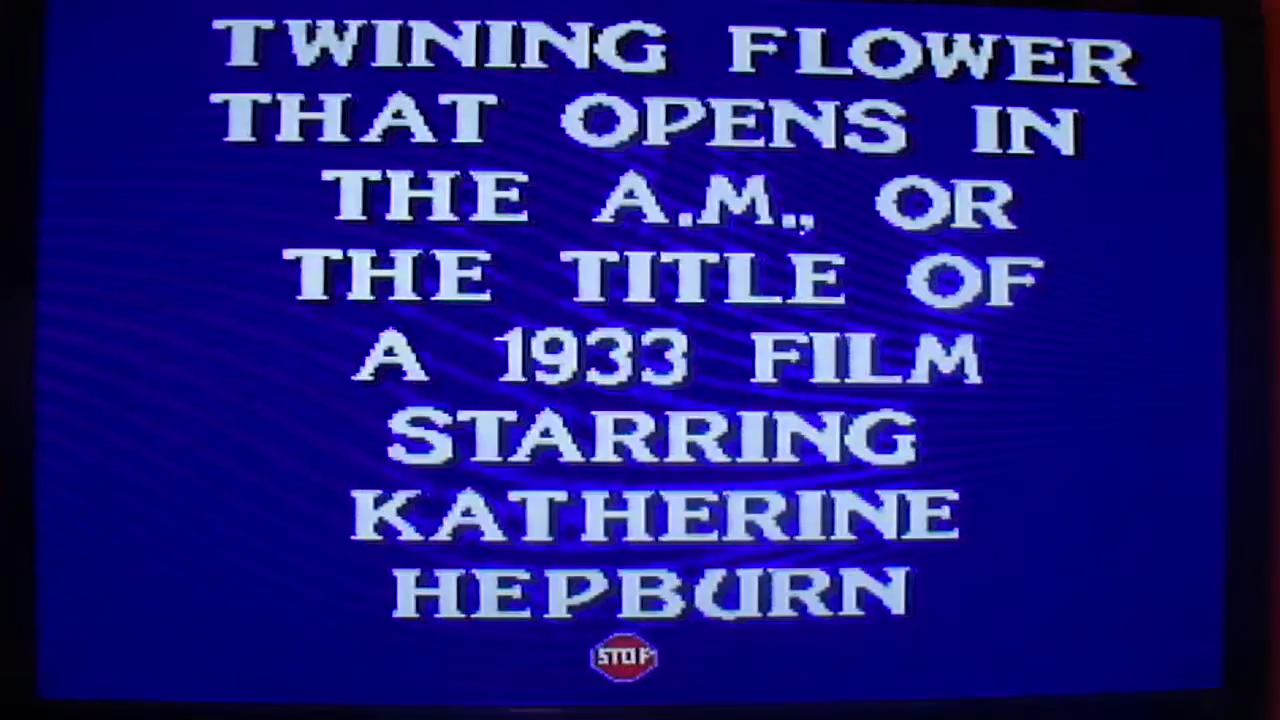 TWINING FLOWER
THAT OPENS IN
THE A.M., OR
THE TITLE OF
A 1933 FILM
STARRING
KATHERINE
HEPBURN
STOP